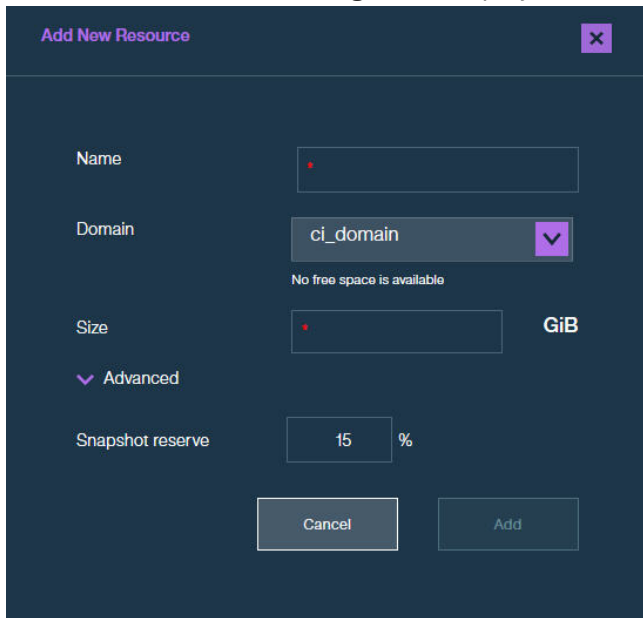 Add New Resource
Name
*
Domain
ci_domain
No free space is available
Size
*
GiB
Advanced
Snapshot reserve
15
%
Cancel
Add